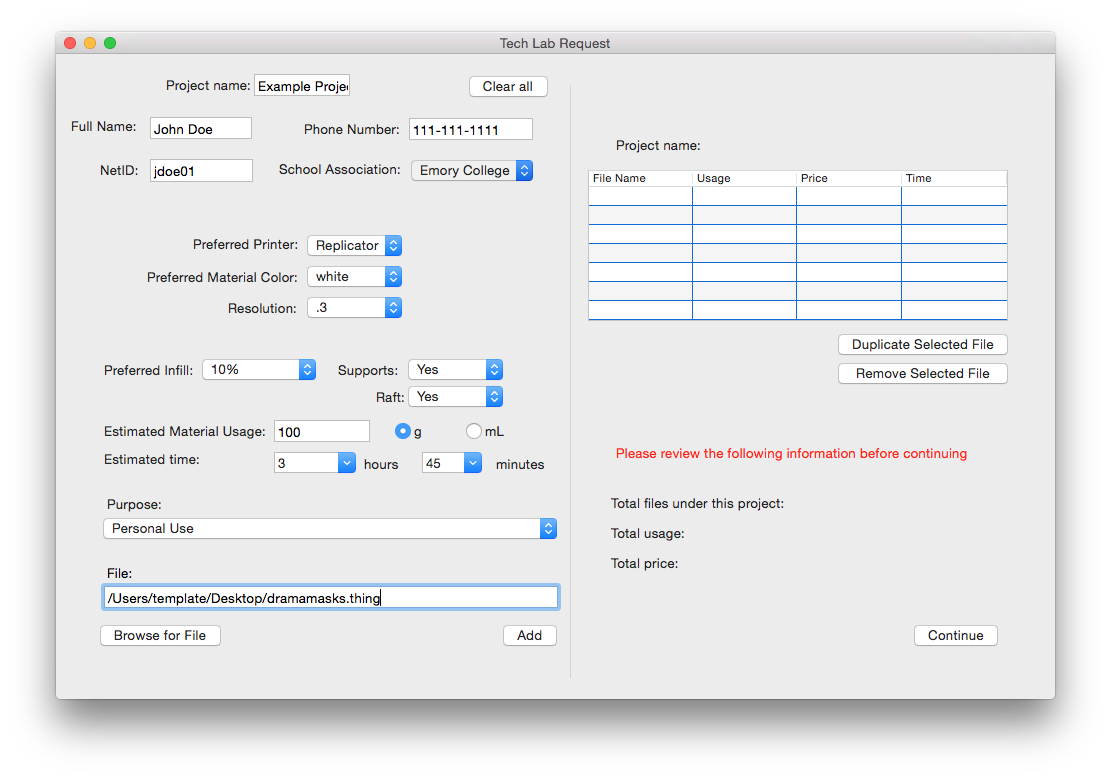 Tech Lab Request
Project name: Example Projec
Clear all
Full Name: John Doe
Phone Number: 111-111-1111
NetID: jdoe01
School Association: Emory College
Preferred Printer: Replicator
Preferred Material Color: white
Resolution: .3
Preferred Infill: 10%
Supports: Yes
Raft: Yes
Estimated Material Usage: 100 g mL
Estimated time: 3 hours 45 minutes
Purpose:
Personal Use
File:
/Users/template/Desktop/dramamasks.thing
Browse for File
Add
Project name:
File Name Usage Price Time
Duplicate Selected File
Remove Selected File
Please review the following information before continuing
Total files under this project:
Total usage:
Total price:
Continue